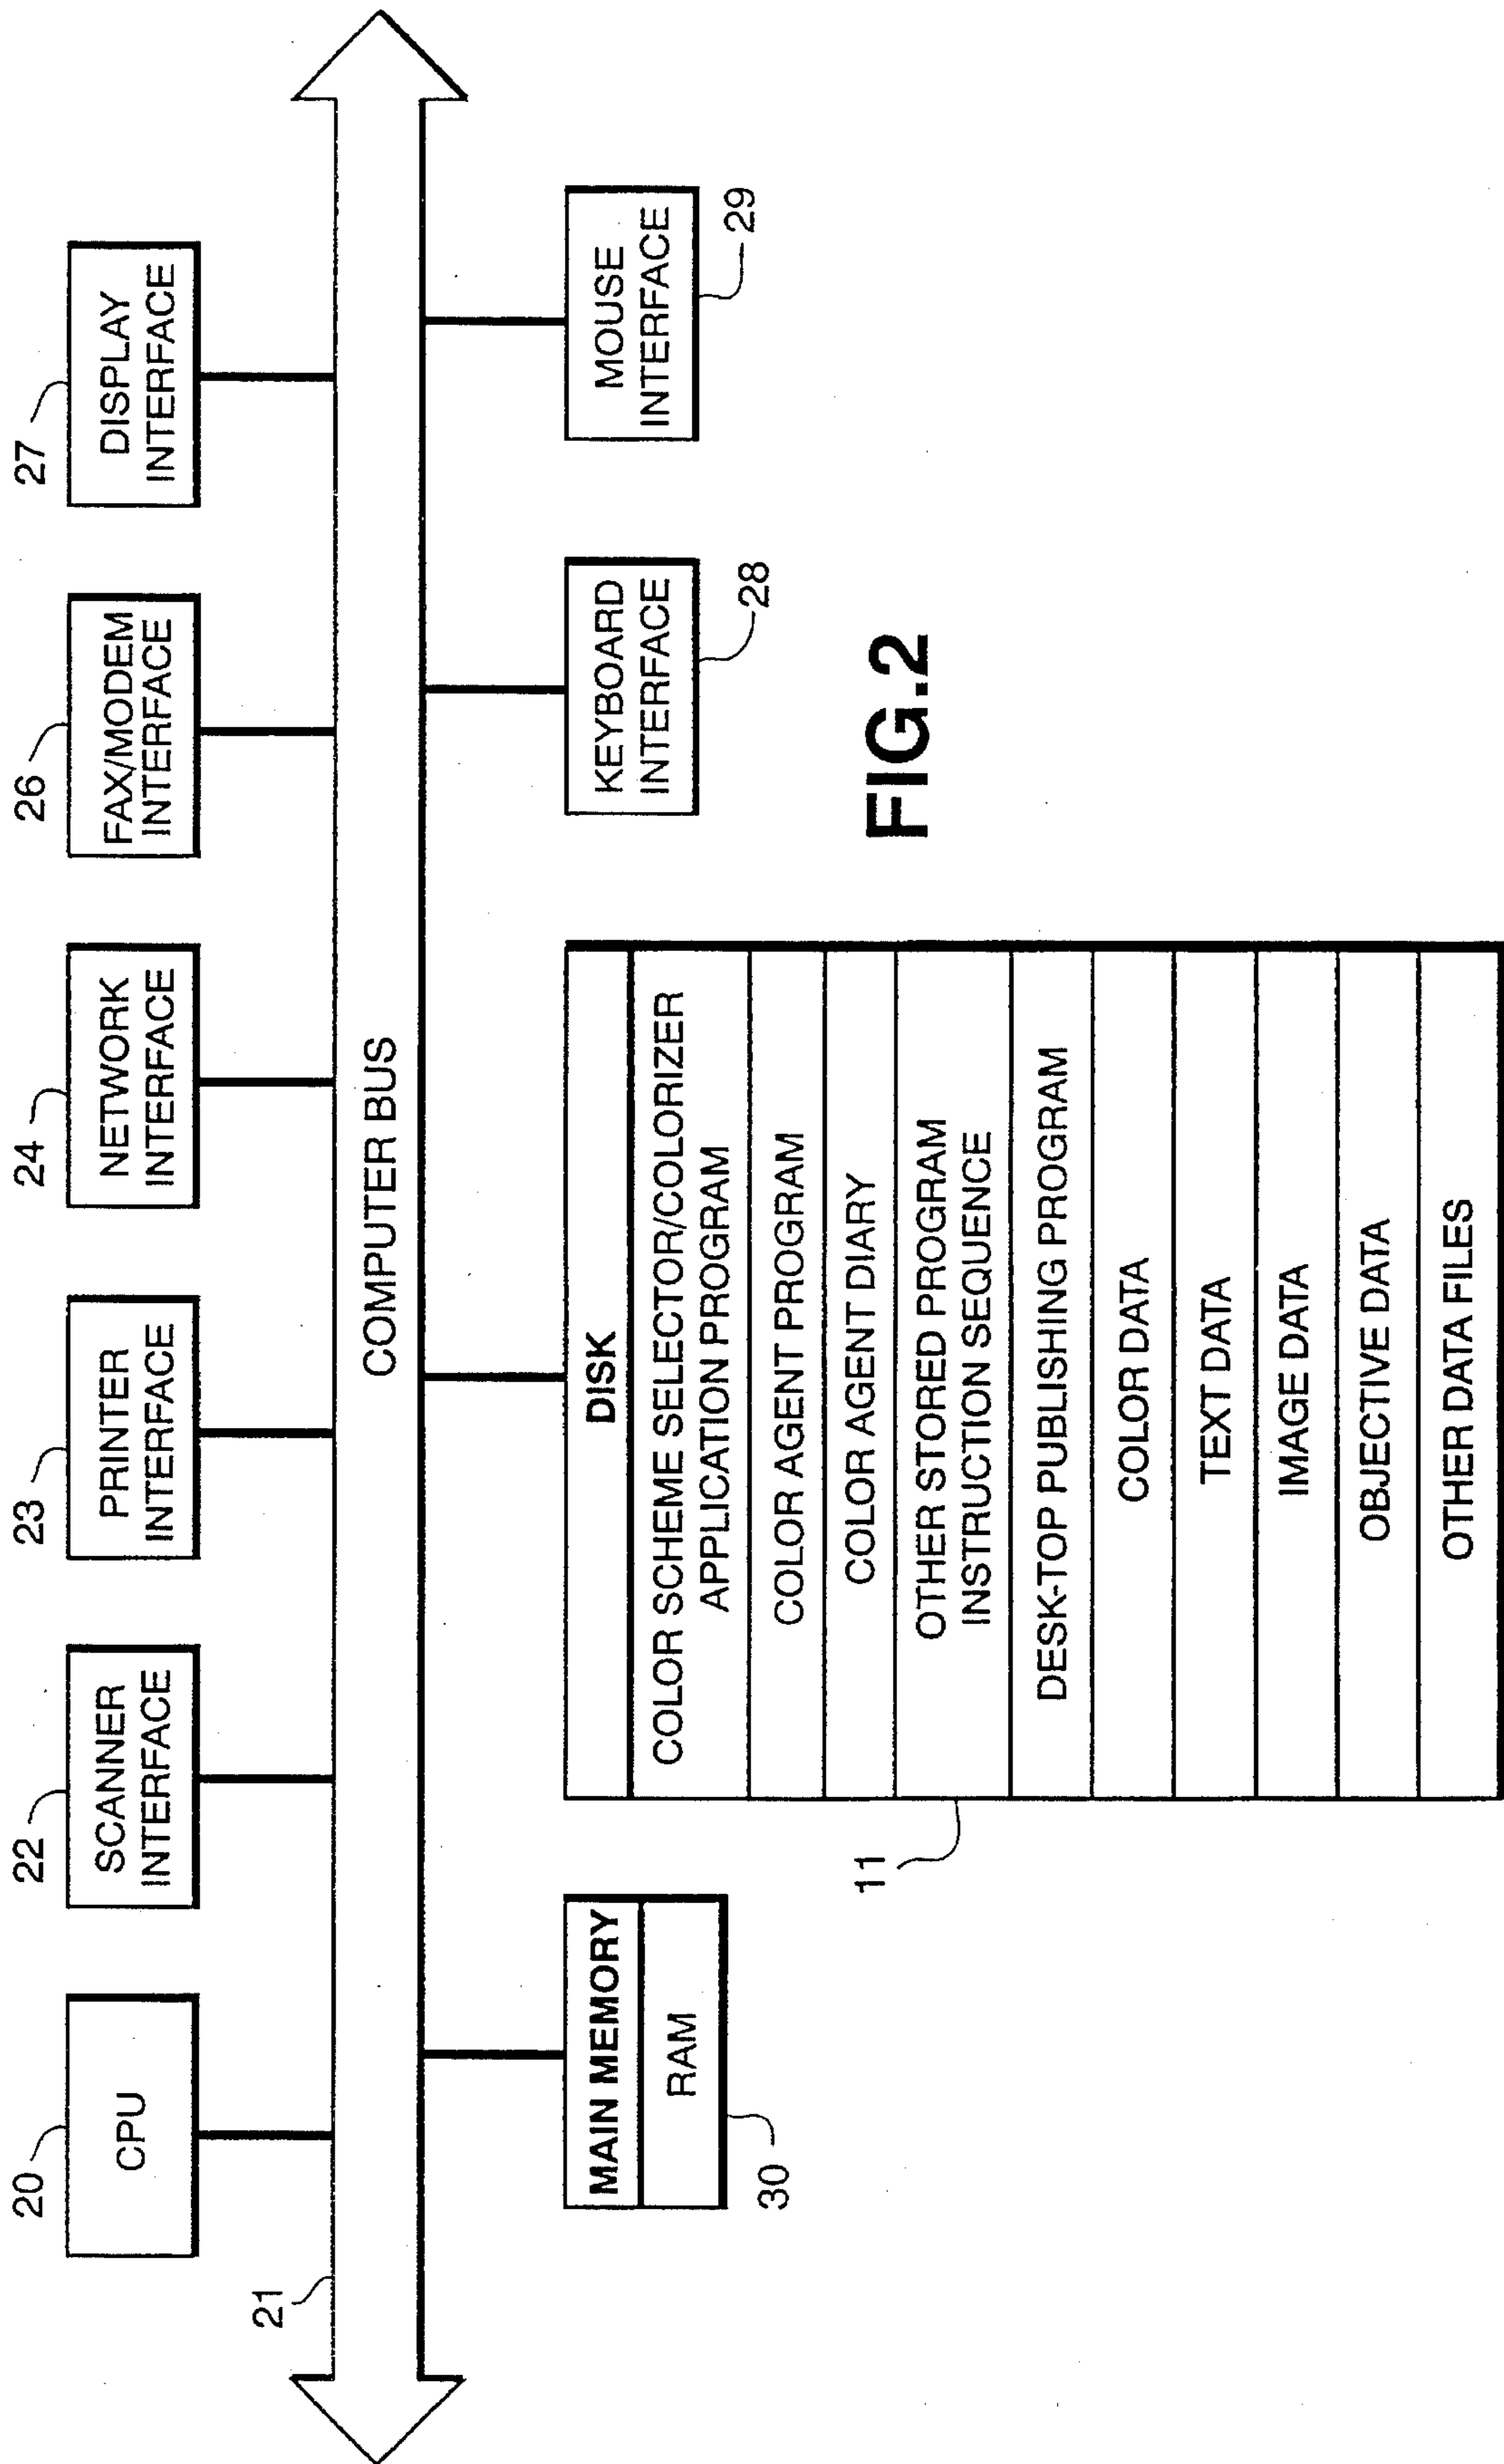 20
22
23
24
26
27
CPU
SCANNER
INTERFACE
PRINTER
INTERFACE
NETWORK
INTERFACE
FAX/MODEM
INTERFACE
DISPLAY
INTERFACE
21
COMPUTER BUS
MAIN MEMORY
RAM
30
DISK
COLOR SCHEME SELECTOR/COLORIZER
APPLICATION PROGRAM
COLOR AGENT PROGRAM
COLOR AGENT DIARY
OTHER STORED PROGRAM
INSTRUCTION SEQUENCE
DESK-TOP PUBLISHING PROGRAM
COLOR DATA
TEXT DATA
IMAGE DATA
OBJECTIVE DATA
OTHER DATA FILES
11
KEYBOARD
INTERFACE
28
MOUSE
INTERFACE
29
FIG.2